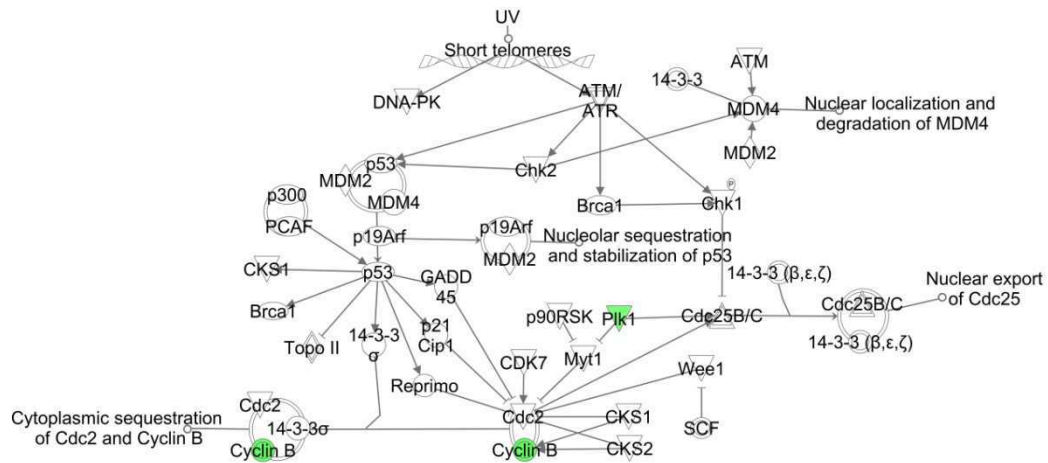 UV
Short telomeres
DNA-PK
ATM/
ATR
14-3-3
ATM
MDM4
Nuclear localization and
degradation of MDM4
MDM2
p53
MDM2
MDM4
Chk2
Brca1
P
Chk1
p300
PCAF
p19Arf
p19Arf
MDM2
Nucleolar sequestration
and stabilization of p53
CKS1
p53
GADD
45
Brca1
Topo II
14-3-3
σ
p21
Cip1
Reprimo
p90RSK
Plk1
Myt1
CDK7
14-3-3 (β,ε,ζ)
Cdc25B/C
Cdc25B/C
14-3-3 (β,ε,ζ)
Nuclear export
of Cdc25
Wee1
SCF
Cytoplasmic sequestration
of Cdc2 and Cyclin B
Cdc2
14-3-3σ
Cyclin B
Cdc2
Cyclin B
CKS1
CKS2